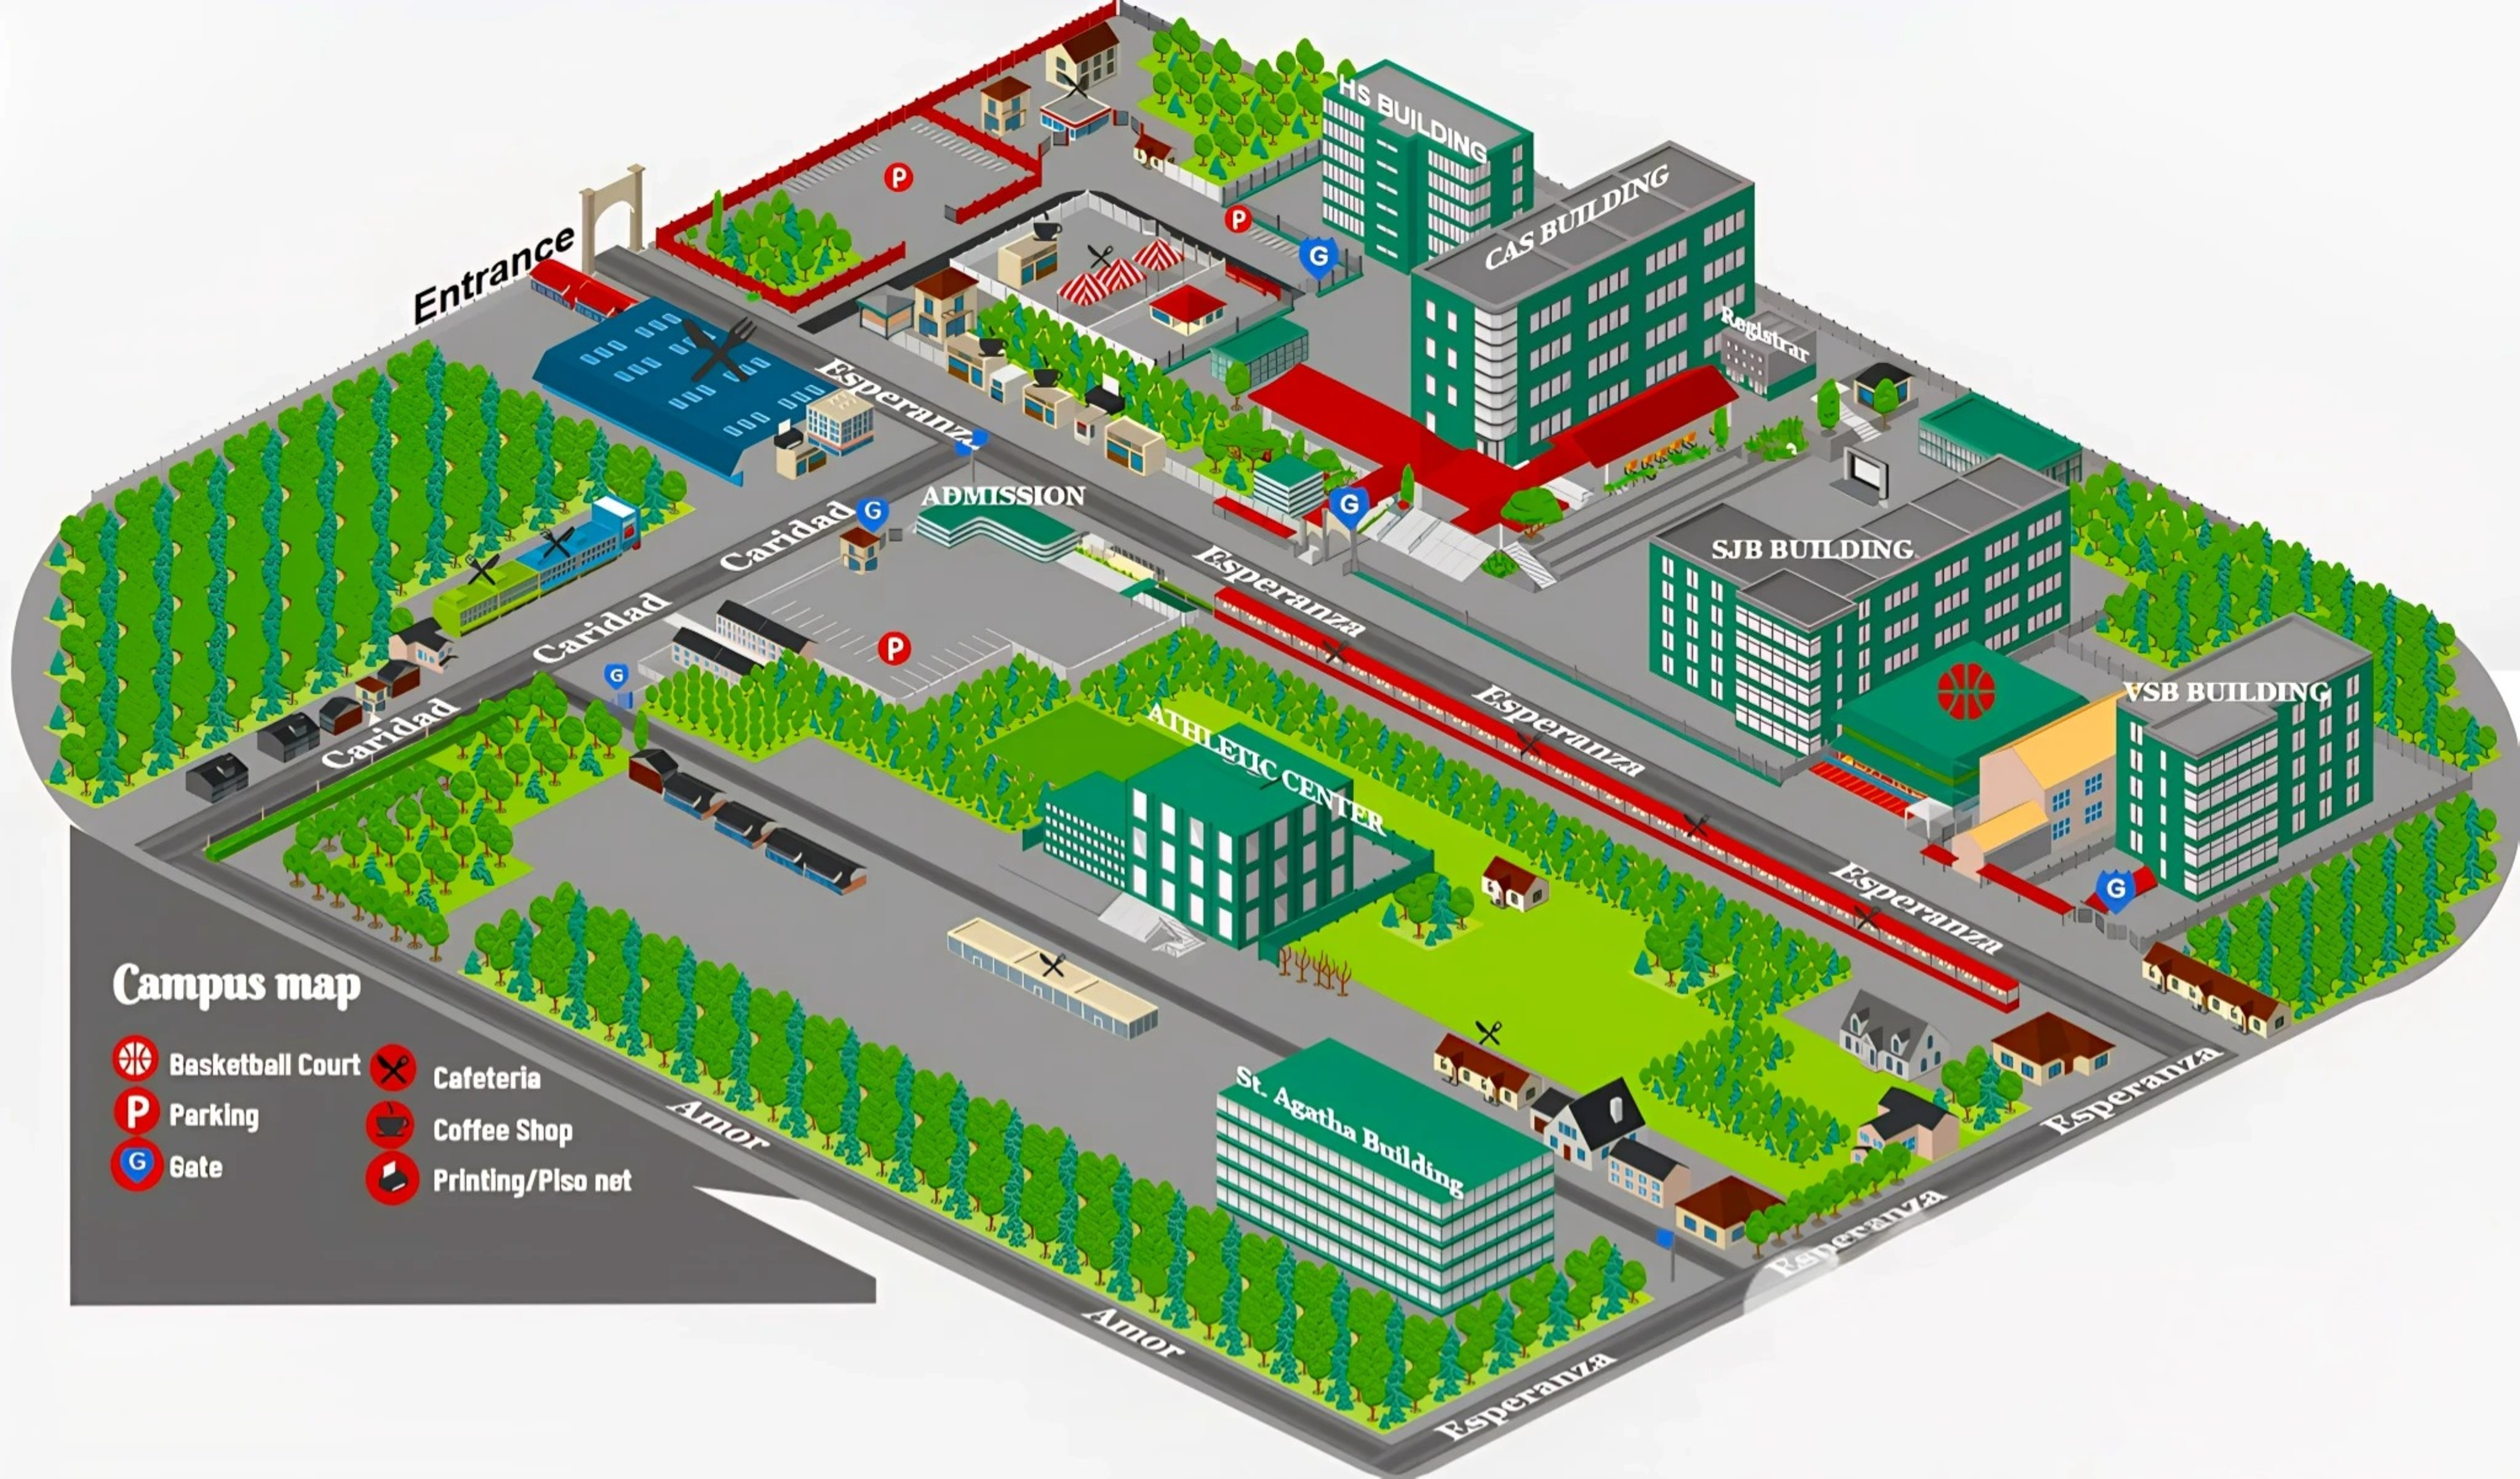 HS BUILDING
P
CAS BUILDING
P
Entrance
G
Registrar
Esperanza
ADMISSION
G
G
Caridad
SJB BUILDING
Esperanza
Caridad
P
G
VSB BUILDING
Esperanza
Caridad
ATHLETIC CENTER
Esperanza
G
Campus map
Basketball Court
Cafeteria
P Parking
Coffee Shop
G Gate
Printing/Piso net
Esperanza
St. Agatha Building
Amor
Esperanza
Amor
Esperanza